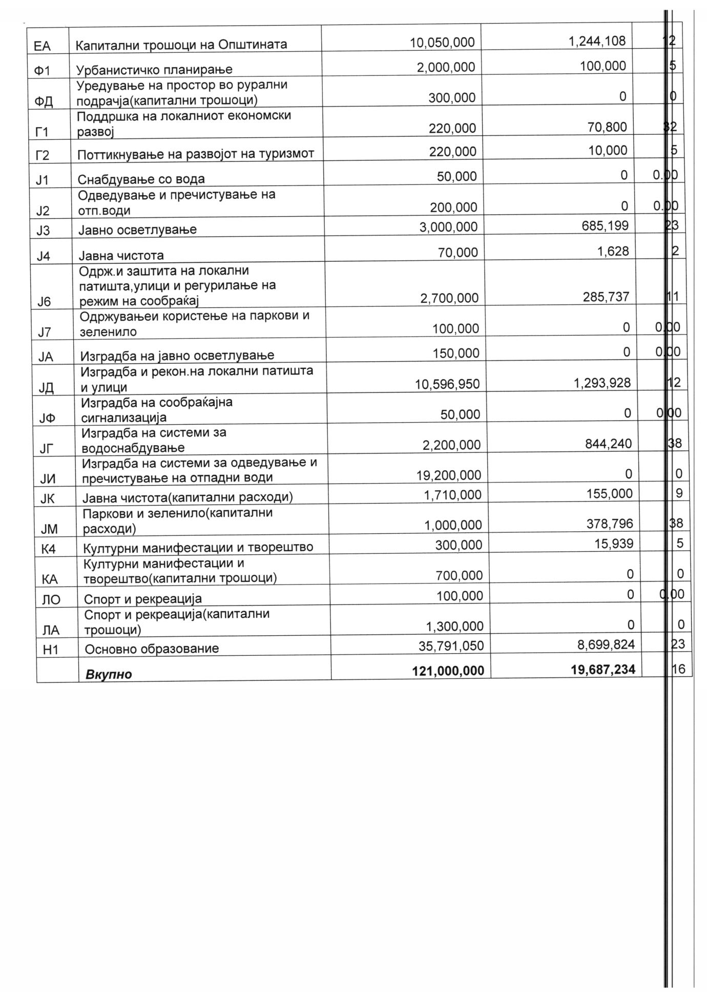 ЕА Капитални трошоци на Општината 10,050,000 1,244,108 12
Ф1 Урбанистичко планирање 2,000,000 100,000 5
Уредување на простор во рурални
ФД подрачја(капитални трошоци) 300,000 0 0
Поддршка на локалниот економски
Г1 развој 220,000 70,800 32
Г2 Поттикнување на развојот на туризмот 220,000 10,000 5
Ј1 Снабдување со вода 50,000 0 0.00
Одведување и пречистување на
Ј2 отп.води 200,000 0 0.00
Ј3 Јавно осветлување 3,000,000 685,199 23
Ј4 Јавна чистота 70,000 1,628 2
Одрж.и заштита на локални
патишта,улици и регурилање на
Ј6 режим на сообраќај 2,700,000 285,737 11
Одржувањеи користење на паркови и
Ј7 зеленило 100,000 0 0.00
ЈА Изградба на јавно осветлување 150,000 0 0.00
Изградба и рекон.на локални патишта
ЈД и улици 10,596,950 1,293,928 12
Изградба на сообраќајна
ЈФ сигнализација 50,000 0 0.00
Изградба на системи за
ЈГ водоснабдување 2,200,000 844,240 38
Изградба на системи за одведување и
ЈИ пречистување на отпадни води 19,200,000 0 0
ЈК Јавна чистота(капитални расходи) 1,710,000 155,000 9
Паркови и зеленило(капитални
ЈМ расходи) 1,000,000 378,796 38
К4 Културни манифестации и творештво 300,000 15,939 5
Културни манифестации и
КА творештво(капитални трошоци) 700,000 0 0
ЛО Спорт и рекреација 100,000 0 0.00
Спорт и рекреација(капитални
ЛА трошоци) 1,300,000 0 0
Н1 Основно образование 35,791,050 8,699,824 23
Вкупно 121,000,000 19,687,234 16